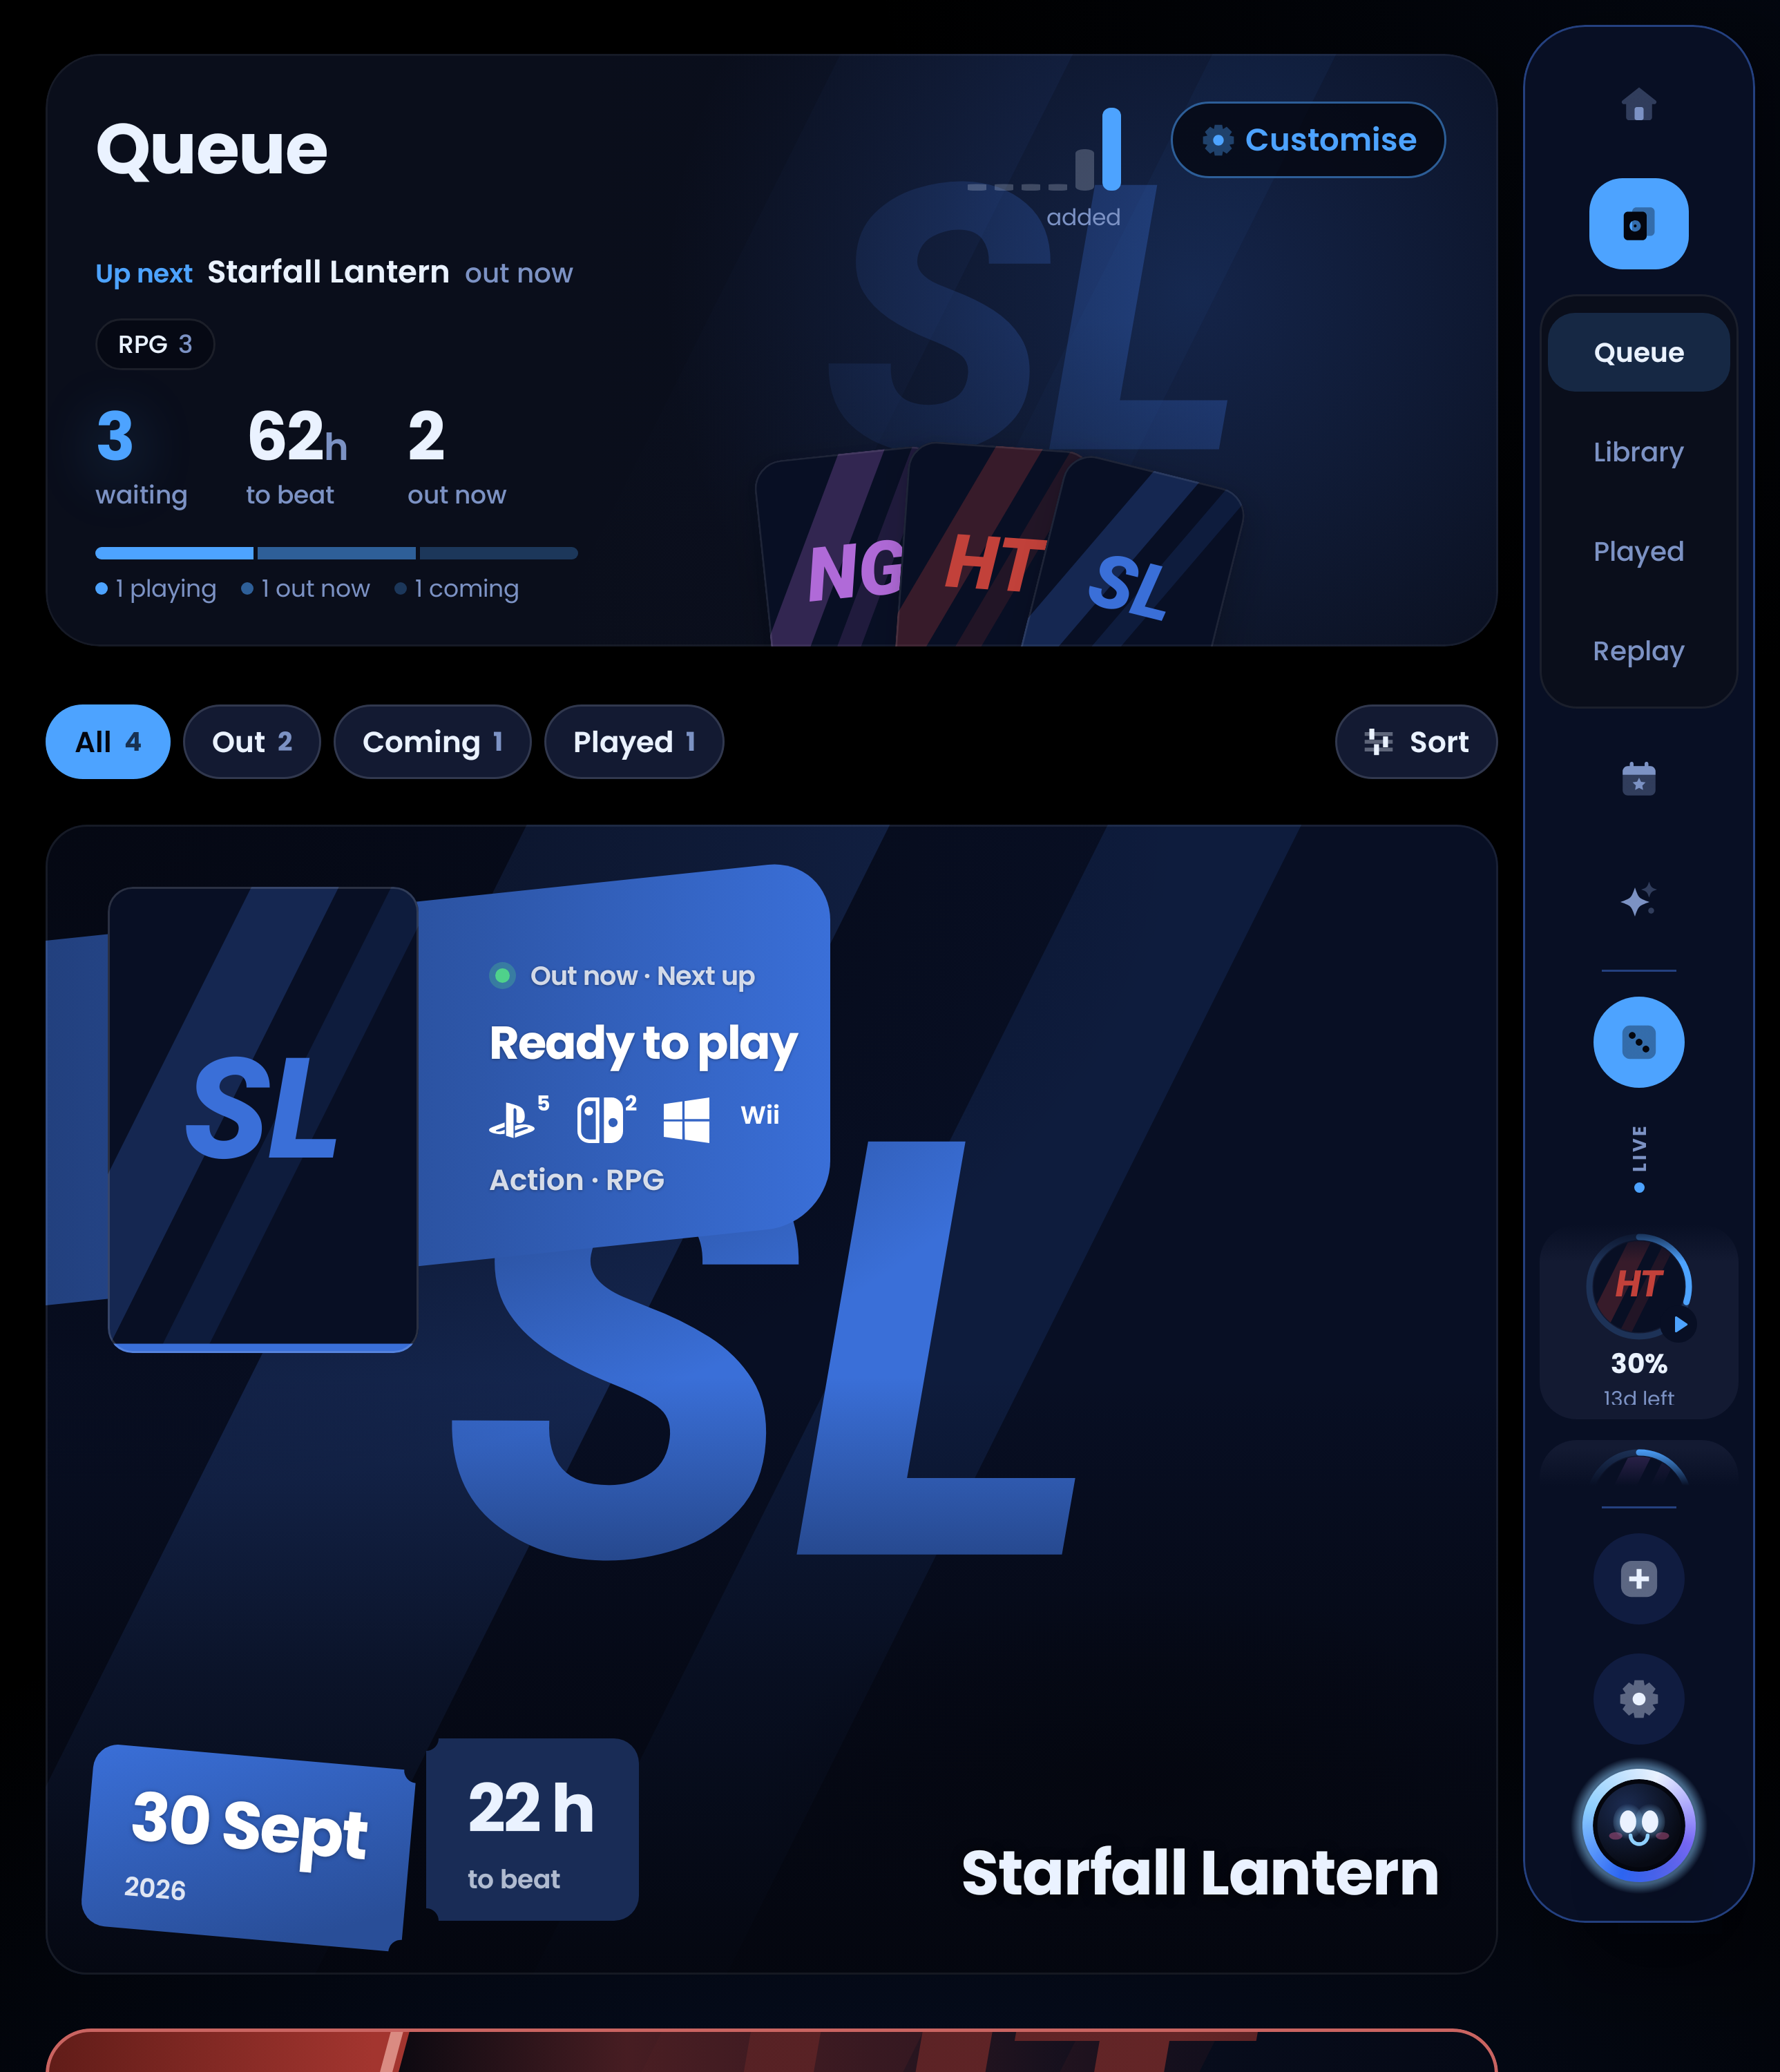 Queue
Customise
added
SL
Up next Starfall Lantern out now
RPG 3
3 62h 2
waiting to beat out now
NG HT SL
1 playing 1 out now 1 coming
All 4 Out 2 Coming 1 Played 1 Sort
Out now · Next up
Ready to play
5 2 Wii
Action · RPG
SL
SL
30 Sept
2026
22 h
to beat
Starfall Lantern
HT
Queue
Library
Played
Replay
LIVE
HT
30%
13d left